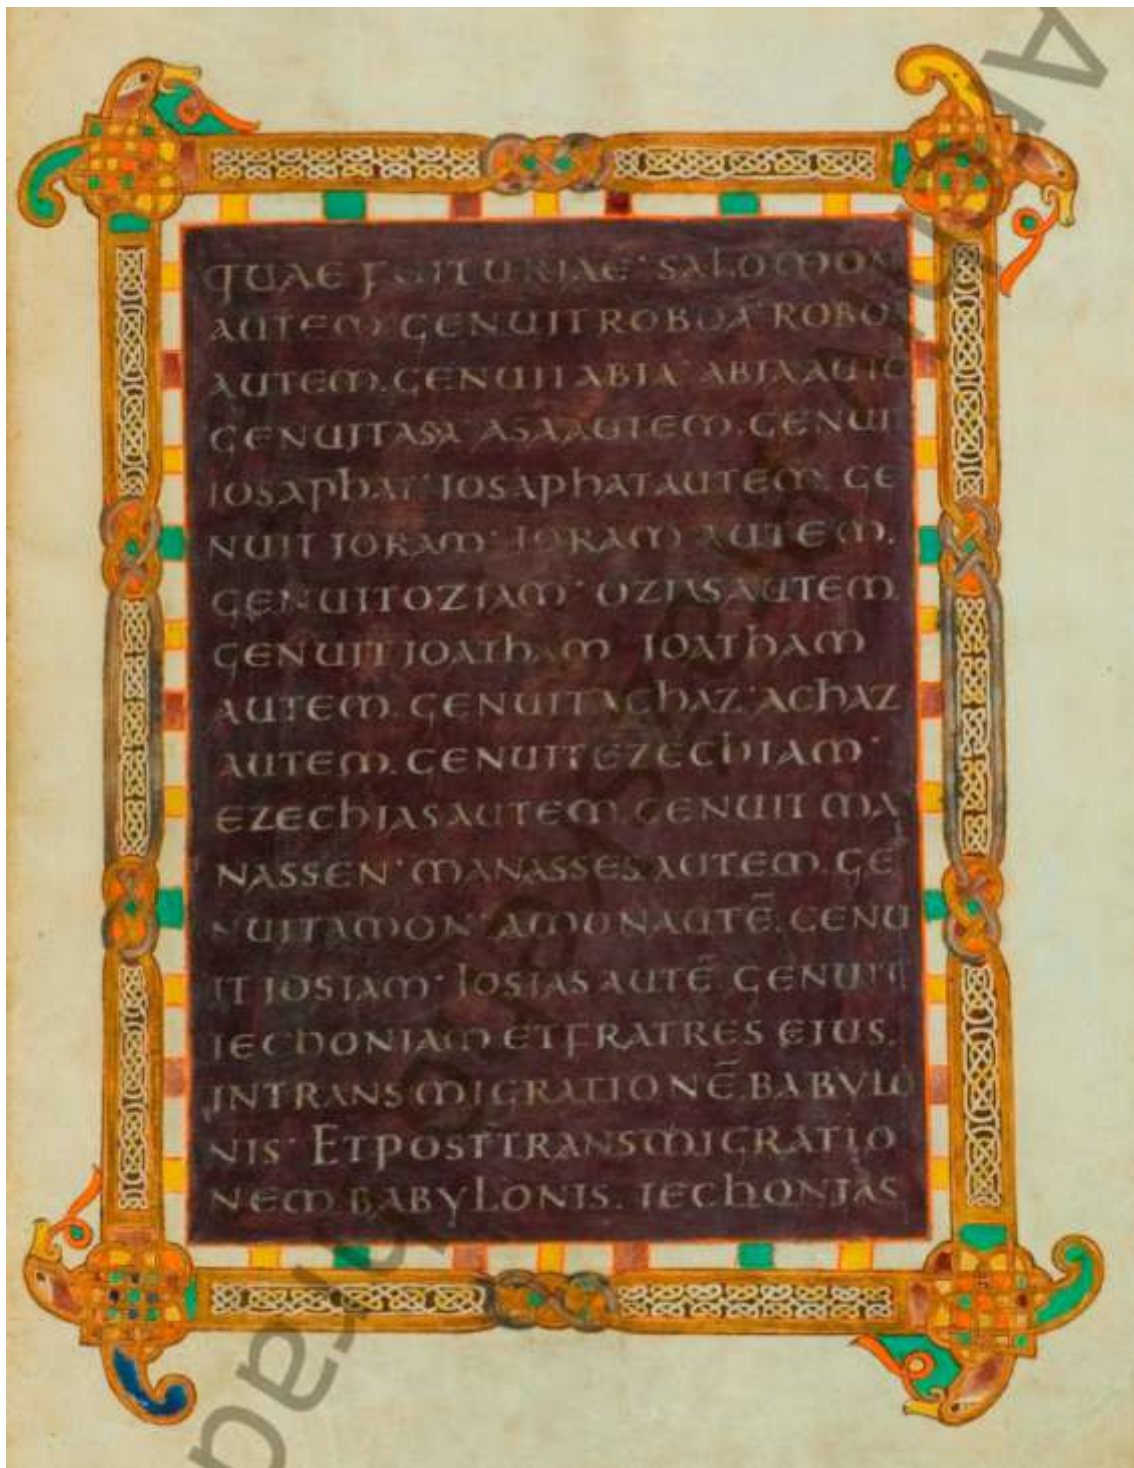 QUAE FUIT URIAE· SALOMON
AUTEM. GENUIT ROBOĀ· ROBO
AUTEM. GENUIT ABIA· ABIA AUTE
GENUIT ASA· ASA AUTEM. GENUIT
IOSAPHAT· IOSAPHAT AUTEM. GE
NUIT IORAM· IORAM AUTEM.
GENUIT OZIAM· OZIAS AUTEM
GENUIT IOATHAM IOATHAM
AUTEM. GENUIT ACHAZ· ACHAZ
AUTEM. GENUIT EZECHIAM·
EZECHIAS AUTEM. GENUIT MA
NASSEN· MANASSES AUTEM. GE
NUIT AMON· AMON AUTĒ. GENU
IT IOSIAM· IOSIAS AUTĒ. GENUIT
IECHONIAM ET FRATRES EIUS.
IN TRANSMIGRATIONĒ BABYLO
NIS· ET POST TRANSMIGRATIO
NEM. BABYLONIS. IECHONIAS